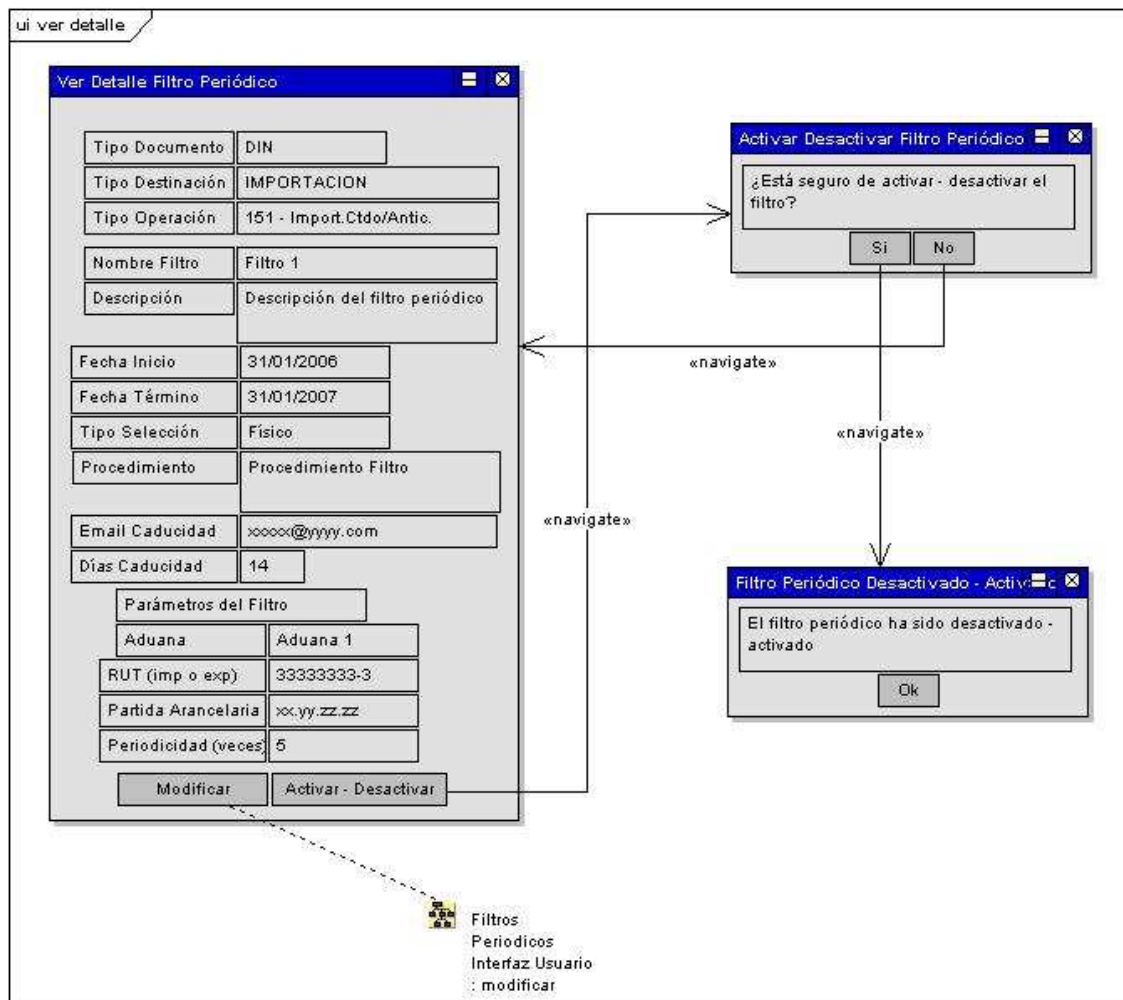 ui ver detalle
Ver Detalle Filtro Periódico
Tipo Documento DIN
Tipo Destinación IMPORTACION
Tipo Operación 151 - Import.Ctdo/Antic.
Nombre Filtro Filtro 1
Descripción Descripción del filtro periódico
Fecha Inicio 31/01/2006
Fecha Término 31/01/2007
Tipo Selección Físico
Procedimiento Procedimiento Filtro
Email Caducidad xxxxx@yyyy.com
Días Caducidad 14
Parámetros del Filtro
Aduana Aduana 1
RUT (imp o exp) 33333333-3
Partida Arancelaria xx.yy.zz.zz
Periodicidad (veces) 5
Modificar Activar - Desactivar
«navigate»
Activar Desactivar Filtro Periódico
¿Está seguro de activar - desactivar el
filtro?
Si No
«navigate»
«navigate»
Filtro Periódico Desactivado -
El filtro periódico ha sido desactivado -
activado
Ok
Filtros
Periodicos
Interfaz Usuario
: modificar